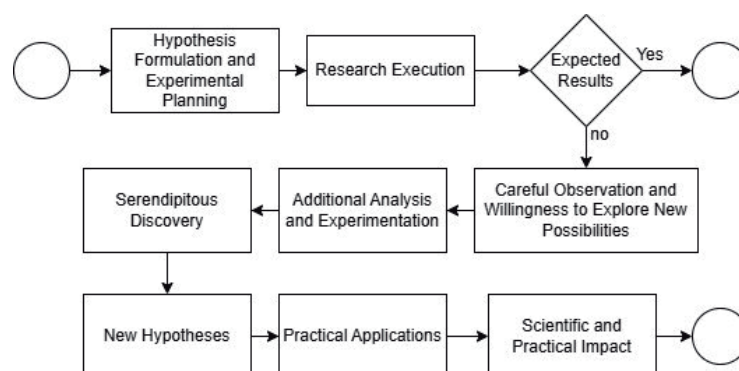 Hypothesis
Formulation and
Experimental
Planning
Research Execution
Expected
Results
Yes
no
Careful Observation and
Willingness to Explore New
Possibilities
Additional Analysis
and Experimentation
Serendipitous
Discovery
New Hypotheses
Practical Applications
Scientific and
Practical Impact